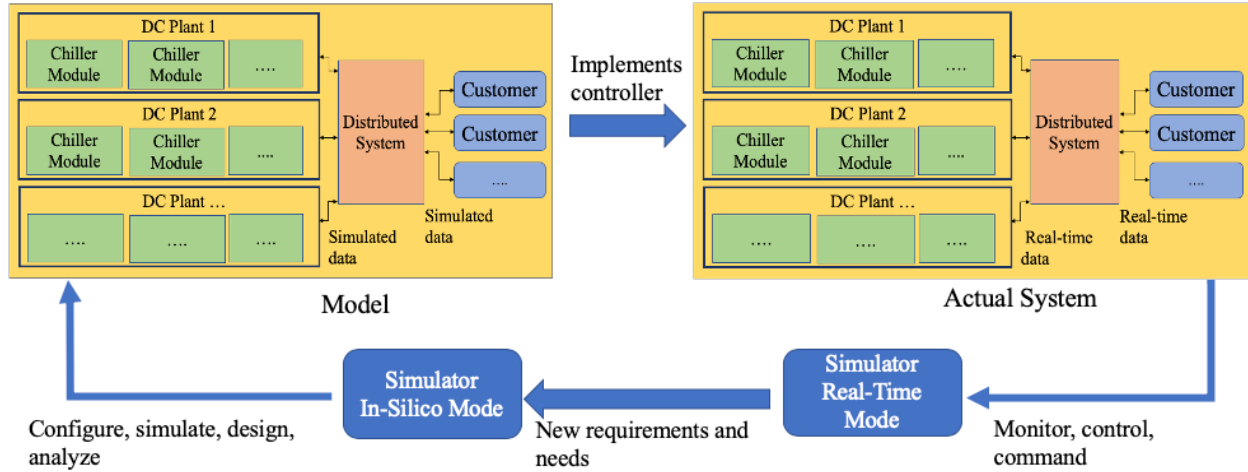 DC Plant 1
Chiller
Module
Chiller
Module
....
DC Plant 2
Chiller
Module
Chiller
Module
....
DC Plant ...
....
....
....
Distributed
System
Customer
Customer
....
Simulated
data
Simulated
data
Model
Implements
controller
DC Plant 1
Chiller
Module
Chiller
Module
....
DC Plant 2
Chiller
Module
Chiller
Module
....
DC Plant ...
....
....
....
Distributed
System
Customer
Customer
....
Real-time
data
Real-time
data
Actual System
Simulator
In-Silico Mode
Simulator
Real-Time
Mode
Configure, simulate, design,
analyze
New requirements and
needs
Monitor, control,
command